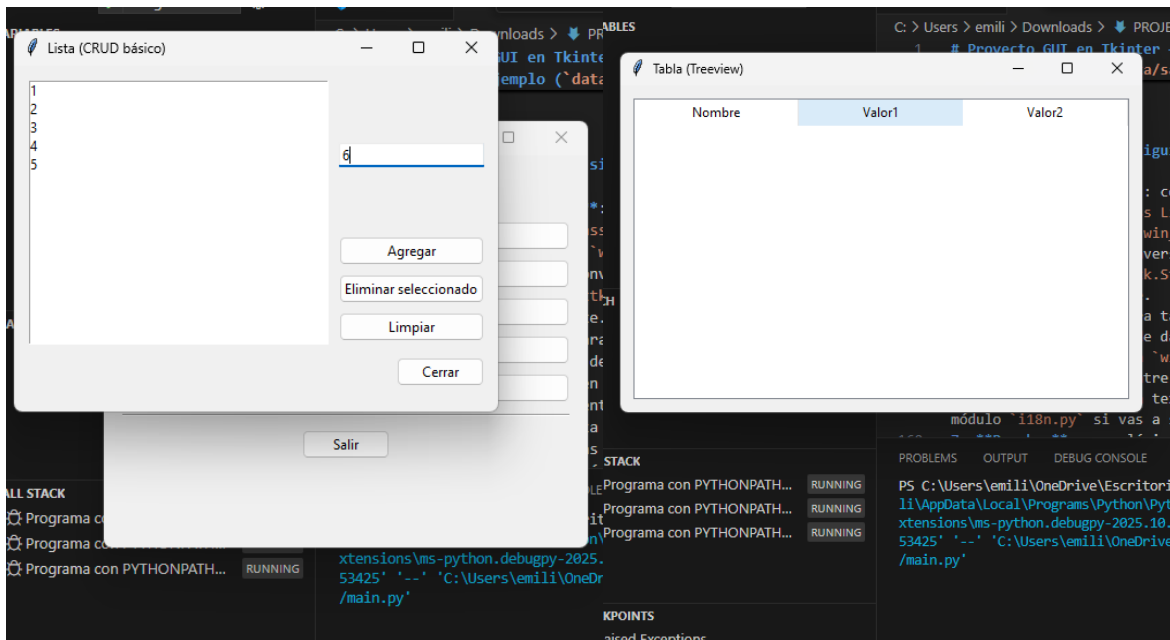 Lista (CRUD básico)
1
2
3
4
5
6
Agregar
Eliminar seleccionado
Limpiar
Cerrar
Salir
nloads >
GUI en Tkinte
ALL STACK
Programa con PYTHONPATH... RUNNING
xtensions\ms-python.debugpy-2025.
53425' '--' 'C:\Users\emili\OneDr
/main.py'
ABLES
C: > Users > emili > Downloads > PROJE
1 # Proyecto GUI en Tkinter
Tabla (Treeview)
Nombre Valor1 Valor2
módulo `i18n.py` si vas a
STACK
Programa con PYTHONPATH... RUNNING
Programa con PYTHONPATH... RUNNING
Programa con PYTHONPATH... RUNNING
PROBLEMS OUTPUT DEBUG CONSOLE
PS C:\Users\emili\OneDrive\Escritori
li\AppData\Local\Programs\Python\Pyt
xtensions\ms-python.debugpy-2025.10.
53425' '--' 'C:\Users\emili\OneDrive
/main.py'
KPOINTS
aised Exceptions